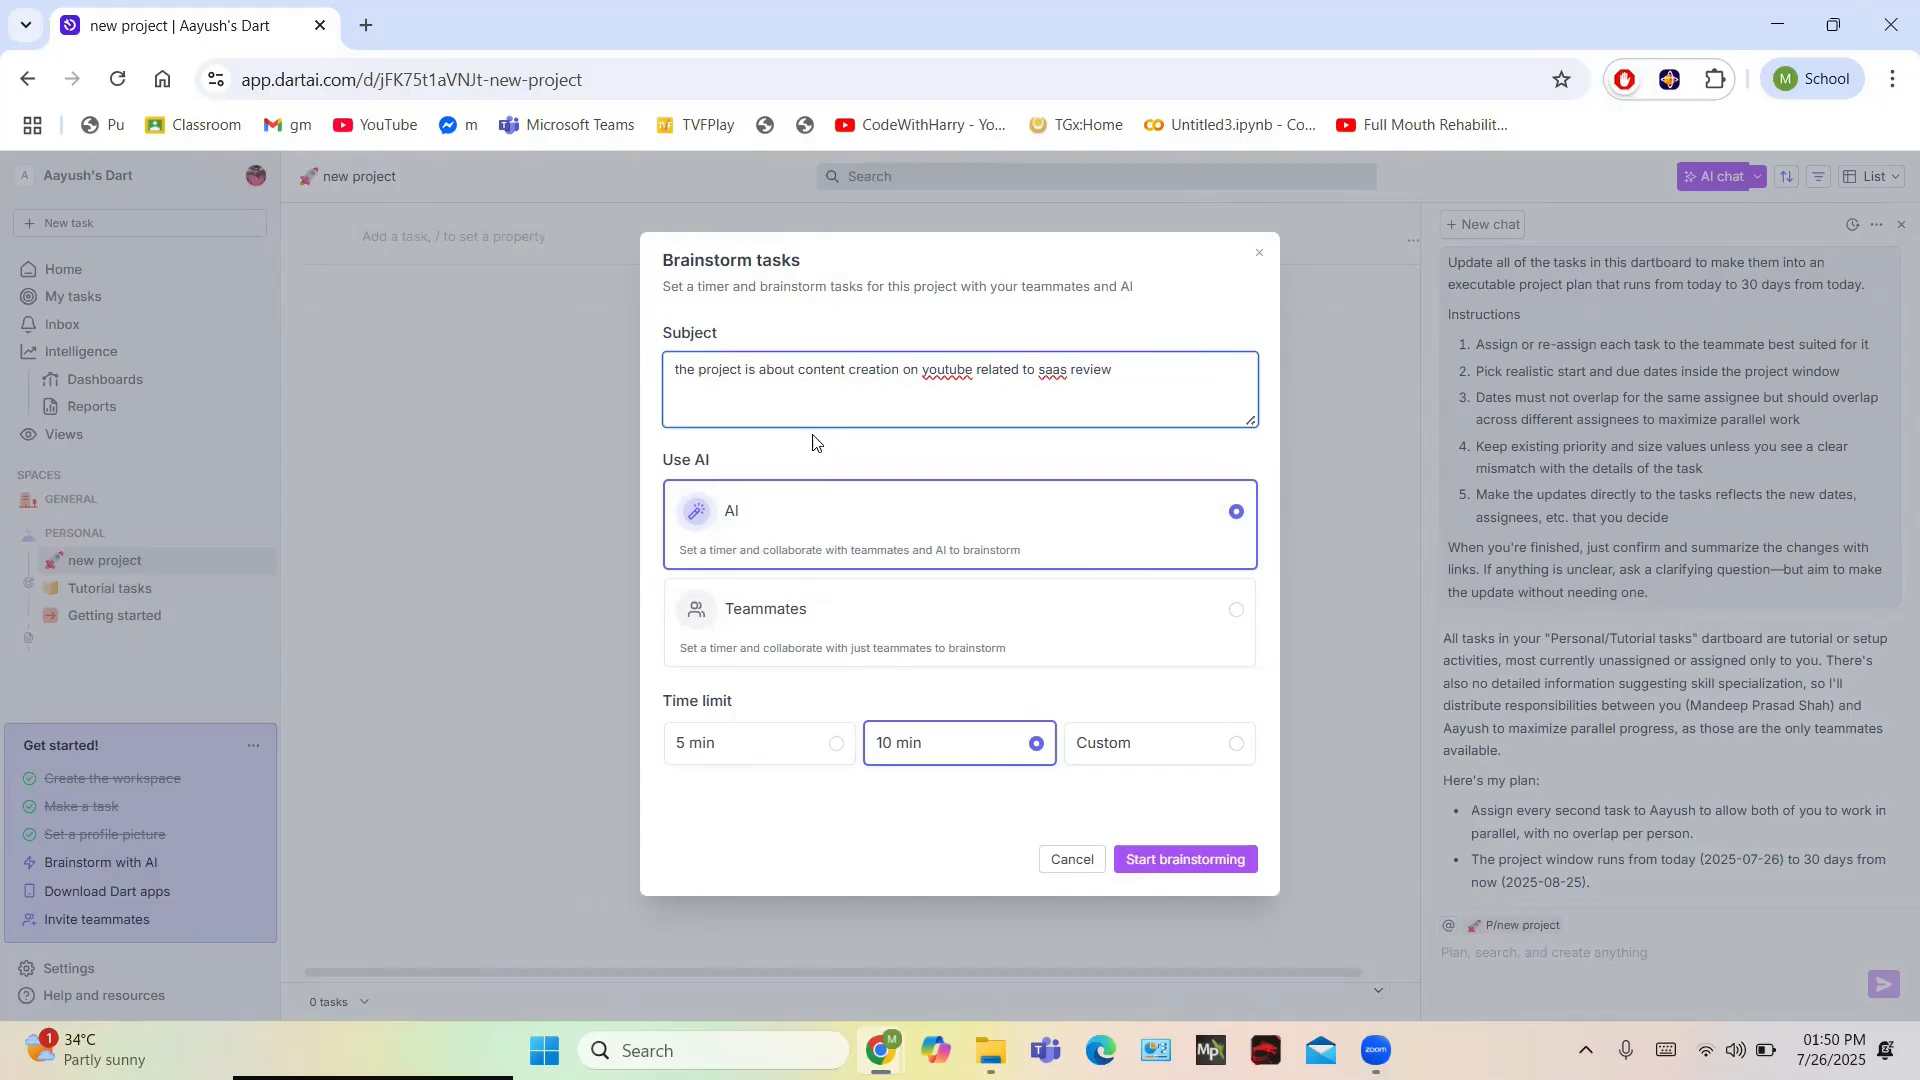 new project | Aayush's Dart
app.dartai.com/d/jFK75t1aVNJt-new-project
M School
Pu
Classroom
gm
YouTube
m
Microsoft Teams
TVFPlay
CodeWithHarry - Yo...
TGx:Home
Untitled3.ipynb - Co...
Full Mouth Rehabilit...
A Aayush's Dart
new project
Search
AI chat
List
New task
Home
My tasks
Inbox
Intelligence
Dashboards
Reports
Views
SPACES
GENERAL
PERSONAL
new project
Tutorial tasks
Getting started
Get started!
Create the workspace
Make a task
Set a profile picture
Brainstorm with AI
Download Dart apps
Invite teammates
Settings
Help and resources
Add a task, / to set a property
0 tasks
Brainstorm tasks
Set a timer and brainstorm tasks for this project with your teammates and AI
Subject
the project is about content creation on youtube related to saas review
Use AI
AI
Set a timer and collaborate with teammates and AI to brainstorm
Teammates
Set a timer and collaborate with just teammates to brainstorm
Time limit
5 min
10 min
Custom
Cancel
Start brainstorming
+ New chat
Update all of the tasks in this dartboard to make them into an
executable project plan that runs from today to 30 days from today.
Instructions
1. Assign or re-assign each task to the teammate best suited for it
2. Pick realistic start and due dates inside the project window
3. Dates must not overlap for the same assignee but should overlap
across different assignees to maximize parallel work
4. Keep existing priority and size values unless you see a clear
mismatch with the details of the task
5. Make the updates directly to the tasks reflects the new dates,
assignees, etc. that you decide
When you're finished, just confirm and summarize the changes with
links. If anything is unclear, ask a clarifying question—but aim to make
the update without needing one.
All tasks in your "Personal/Tutorial tasks" dartboard are tutorial or setup
activities, most currently unassigned or assigned only to you. There's
also no detailed information suggesting skill specialization, so I'll
distribute responsibilities between you (Mandeep Prasad Shah) and
Aayush to maximize parallel progress, as those are the only teammates
available.
Here's my plan:
• Assign every second task to Aayush to allow both of you to work in
parallel, with no overlap per person.
• The project window runs from today (2025-07-26) to 30 days from
now (2025-08-25).
@ P/new project
Plan, search, and create anything
1
34°C
Partly sunny
Search
M
Mp
zoom
01:50 PM
7/26/2025